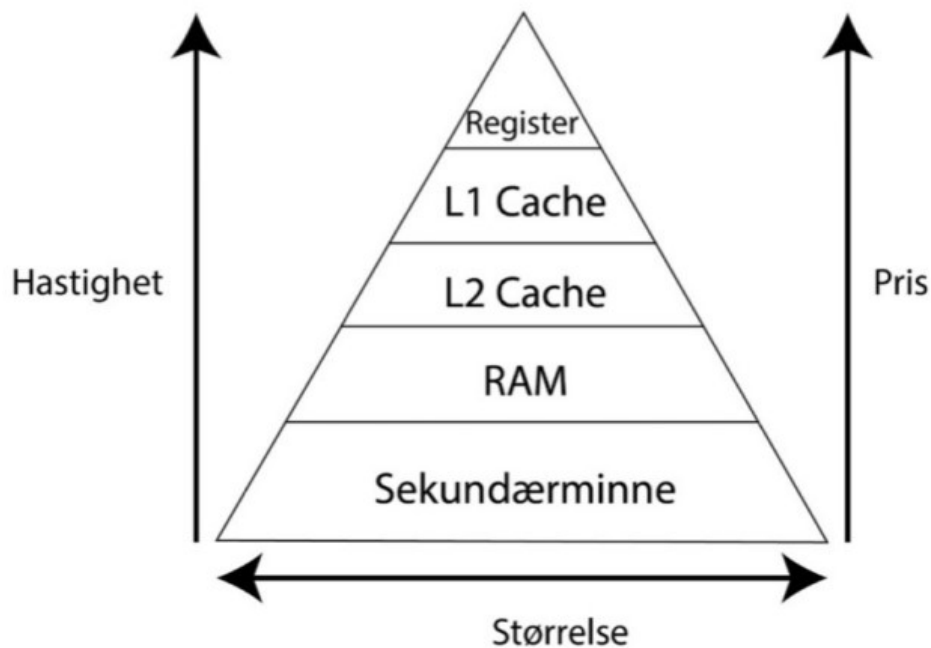 Register
L1 Cache
Hastighet
L2 Cache
Pris
RAM
Sekundærminne
Størrelse